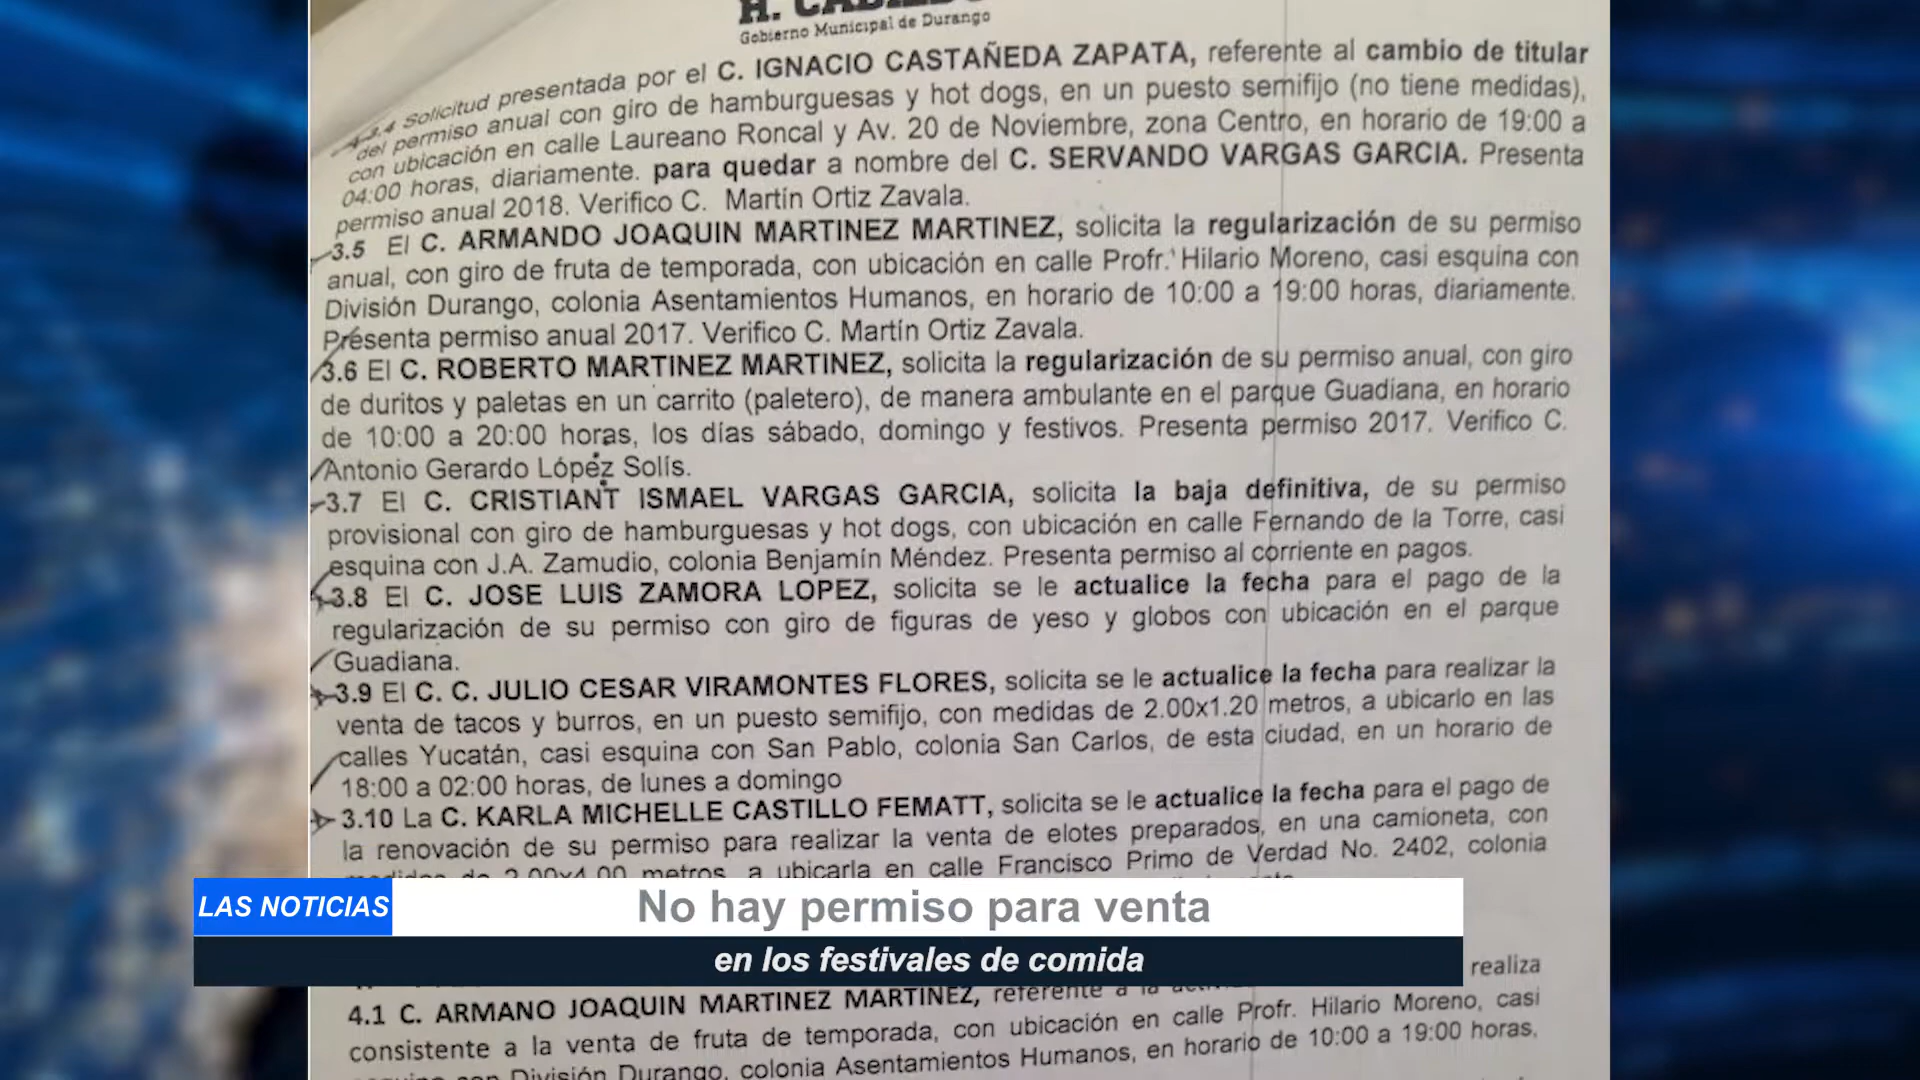 H. CABILDO
Gobierno Municipal de Durango
3.4 Solicitud presentada por el C. IGNACIO CASTAÑEDA ZAPATA, referente al cambio de titular
del permiso anual con giro de hamburguesas y hot dogs, en un puesto semifijo (no tiene medidas),
con ubicación en calle Laureano Roncal y Av. 20 de Noviembre, zona Centro, en horario de 19:00 a
04:00 horas, diariamente. para quedar a nombre del C. SERVANDO VARGAS GARCIA. Presenta
permiso anual 2018. Verifico C. Martín Ortiz Zavala.
3.5 El C. ARMANDO JOAQUIN MARTINEZ MARTINEZ, solicita la regularización de su permiso
anual, con giro de fruta de temporada, con ubicación en calle Profr. Hilario Moreno, casi esquina con
División Durango, colonia Asentamientos Humanos, en horario de 10:00 a 19:00 horas, diariamente.
Presenta permiso anual 2017. Verifico C. Martín Ortiz Zavala.
3.6 El C. ROBERTO MARTINEZ MARTINEZ, solicita la regularización de su permiso anual, con giro
de duritos y paletas en un carrito (paletero), de manera ambulante en el parque Guadiana, en horario
de 10:00 a 20:00 horas, los días sábado, domingo y festivos. Presenta permiso 2017. Verifico C.
Antonio Gerardo López Solís.
3.7 El C. CRISTIANT ISMAEL VARGAS GARCIA, solicita la baja definitiva, de su permiso
provisional con giro de hamburguesas y hot dogs, con ubicación en calle Fernando de la Torre, casi
esquina con J.A. Zamudio, colonia Benjamín Méndez. Presenta permiso al corriente en pagos.
3.8 El C. JOSE LUIS ZAMORA LOPEZ, solicita se le actualice la fecha para el pago de la
regularización de su permiso con giro de figuras de yeso y globos con ubicación en el parque
Guadiana.
3.9 El C. C. JULIO CESAR VIRAMONTES FLORES, solicita se le actualice la fecha para realizar la
venta de tacos y burros, en un puesto semifijo, con medidas de 2.00x1.20 metros, a ubicarlo en las
calles Yucatán, casi esquina con San Pablo, colonia San Carlos, de esta ciudad, en un horario de
18:00 a 02:00 horas, de lunes a domingo
3.10 La C. KARLA MICHELLE CASTILLO FEMATT, solicita se le actualice la fecha para el pago de
la renovación de su permiso para realizar la venta de elotes preparados, en una camioneta, con
medidas de 2.00x4.00 metros, a ubicarla en calle Francisco Primo de Verdad No. 2402, colonia
LAS NOTICIAS
No hay permiso para venta
en los festivales de comida
realiza
4.1 C. ARMANO JOAQUIN MARTINEZ MARTINEZ, referente a la
consistente a la venta de fruta de temporada, con ubicación en calle Profr. Hilario Moreno, casi
esquina con División Durango, colonia Asentamientos Humanos, en horario de 10:00 a 19:00 horas,